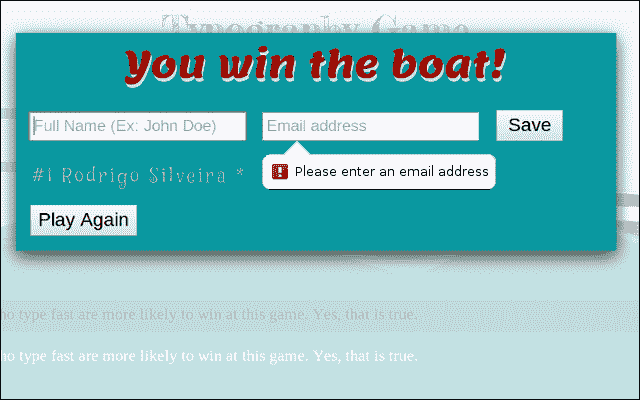 Typography Game
You win the boat!
Full Name (Ex: John Doe) Email address Save
#1 Rodrigo Silveira *
Please enter an email address
Play Again
no type fast are more likely to win at this game. Yes, that is true.
no type fast are more likely to win at this game. Yes, that is true.